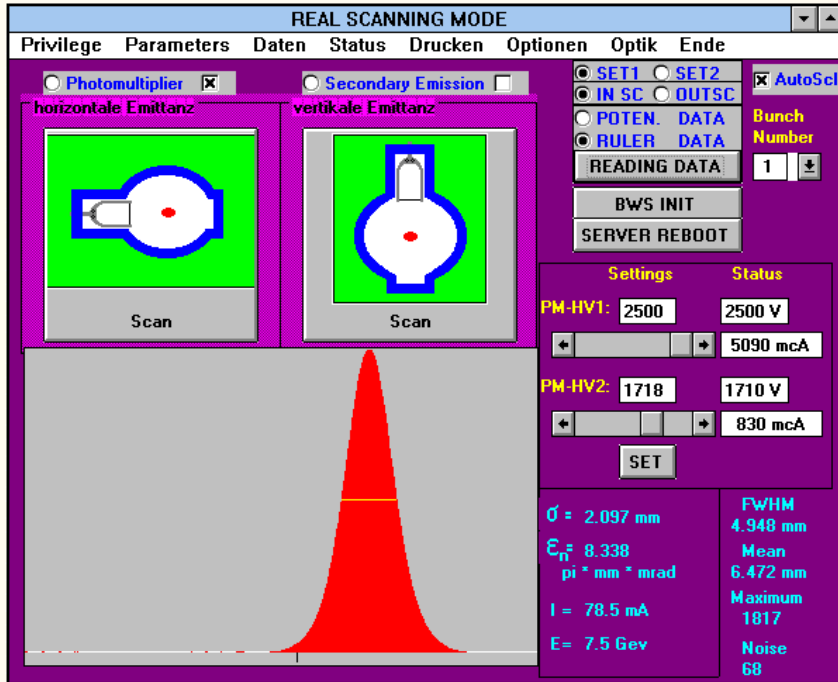 REAL SCANNING MODE
Privilege Parameters Daten Status Drucken Optionen Optik Ende
Photomultiplier
Secondary Emission
SET1 SET2
IN SC OUTSC
POTEN. DATA
RULER DATA
READING DATA
AutoScl
Bunch
Number
1
BWS INIT
SERVER REBOOT
horizontale Emittanz
Scan
vertikale Emittanz
Scan
Settings Status
PM-HV1: 2500 2500 V
5090 mcA
PM-HV2: 1718 1710 V
830 mcA
SET
σ = 2.097 mm
εn= 8.338
pi * mm * mrad
I = 78.5 mA
E= 7.5 Gev
FWHM
4.948 mm
Mean
6.472 mm
Maximum
1817
Noise
68